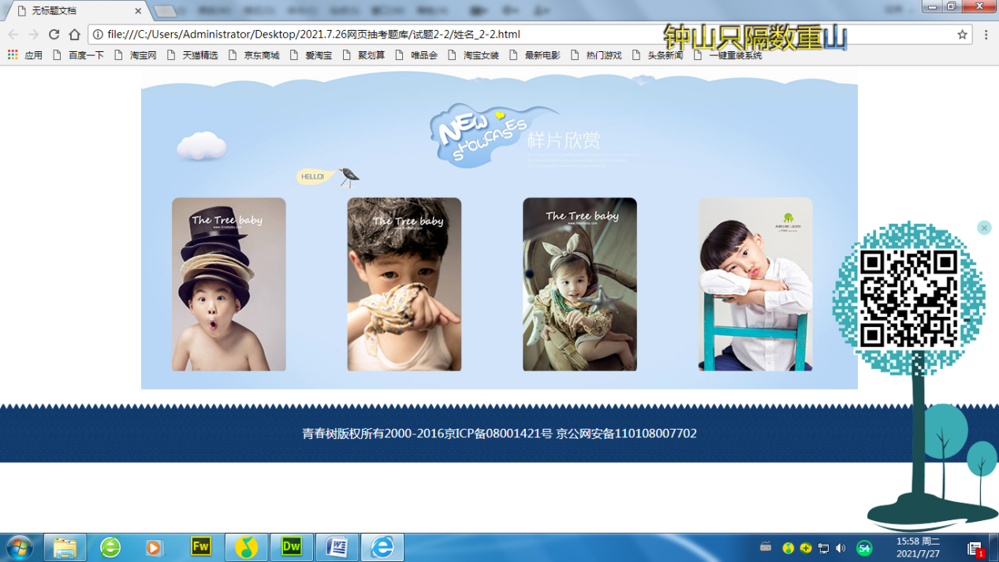 无标题文档
file:///C:/Users/Administrator/Desktop/2021.7.26网页抽考题库/试题2-2/姓名_2-2.html
钟山只隔数重山
应用 百度一下 淘宝网 天猫精选 京东商城 爱淘宝 聚划算 唯品会 淘宝女装 最新电影 热门游戏 头条新闻 一键重装系统
NEW
SHOWCASES
样片欣赏
HELLO!
The Tree baby
The Tree baby
The Tree baby
青春树版权所有2000-2016京ICP备08001421号 京公网安备110108007702
Fw
Dw
54
15:58 周二
2021/7/27
1